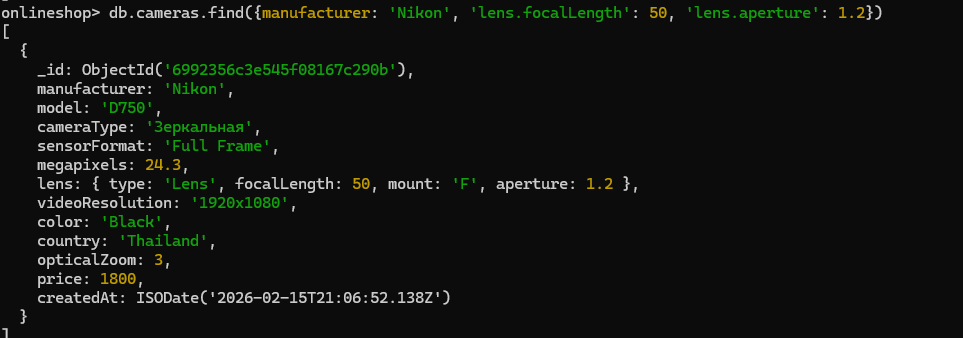 onlineshop> db.cameras.find({manufacturer: 'Nikon', 'lens.focalLength': 50, 'lens.aperture': 1.2})
[
  {
    _id: ObjectId('6992356c3e545f08167c290b'),
    manufacturer: 'Nikon',
    model: 'D750',
    cameraType: 'Зеркальная',
    sensorFormat: 'Full Frame',
    megapixels: 24.3,
    lens: { type: 'Lens', focalLength: 50, mount: 'F', aperture: 1.2 },
    videoResolution: '1920x1080',
    color: 'Black',
    country: 'Thailand',
    opticalZoom: 3,
    price: 1800,
    createdAt: ISODate('2026-02-15T21:06:52.138Z')
  }
]